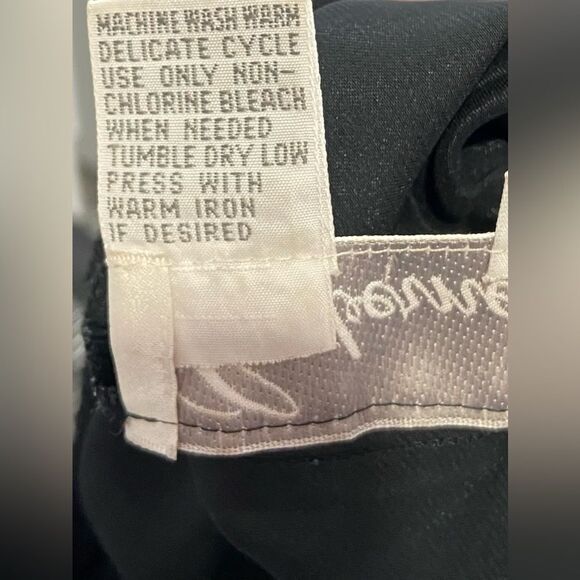 MACHINE WASH WARM
DELICATE CYCLE
USE ONLY NON-
CHLORINE BLEACH
WHEN NEEDED
TUMBLE DRY LOW
PRESS WITH
WARM IRON
IF DESIRED